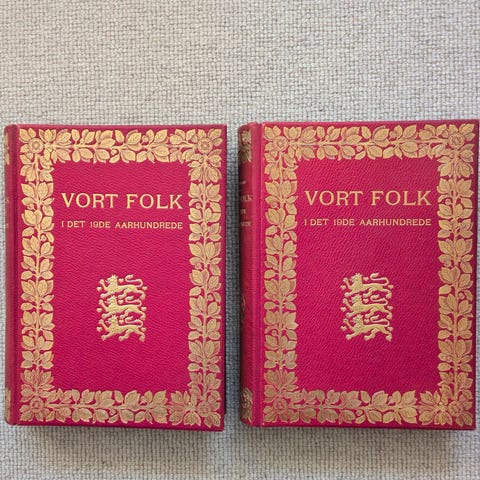 VORT FOLK
I DET 19DE AARHUNDREDE
VORT FOLK
I DET 19DE AARHUNDREDE